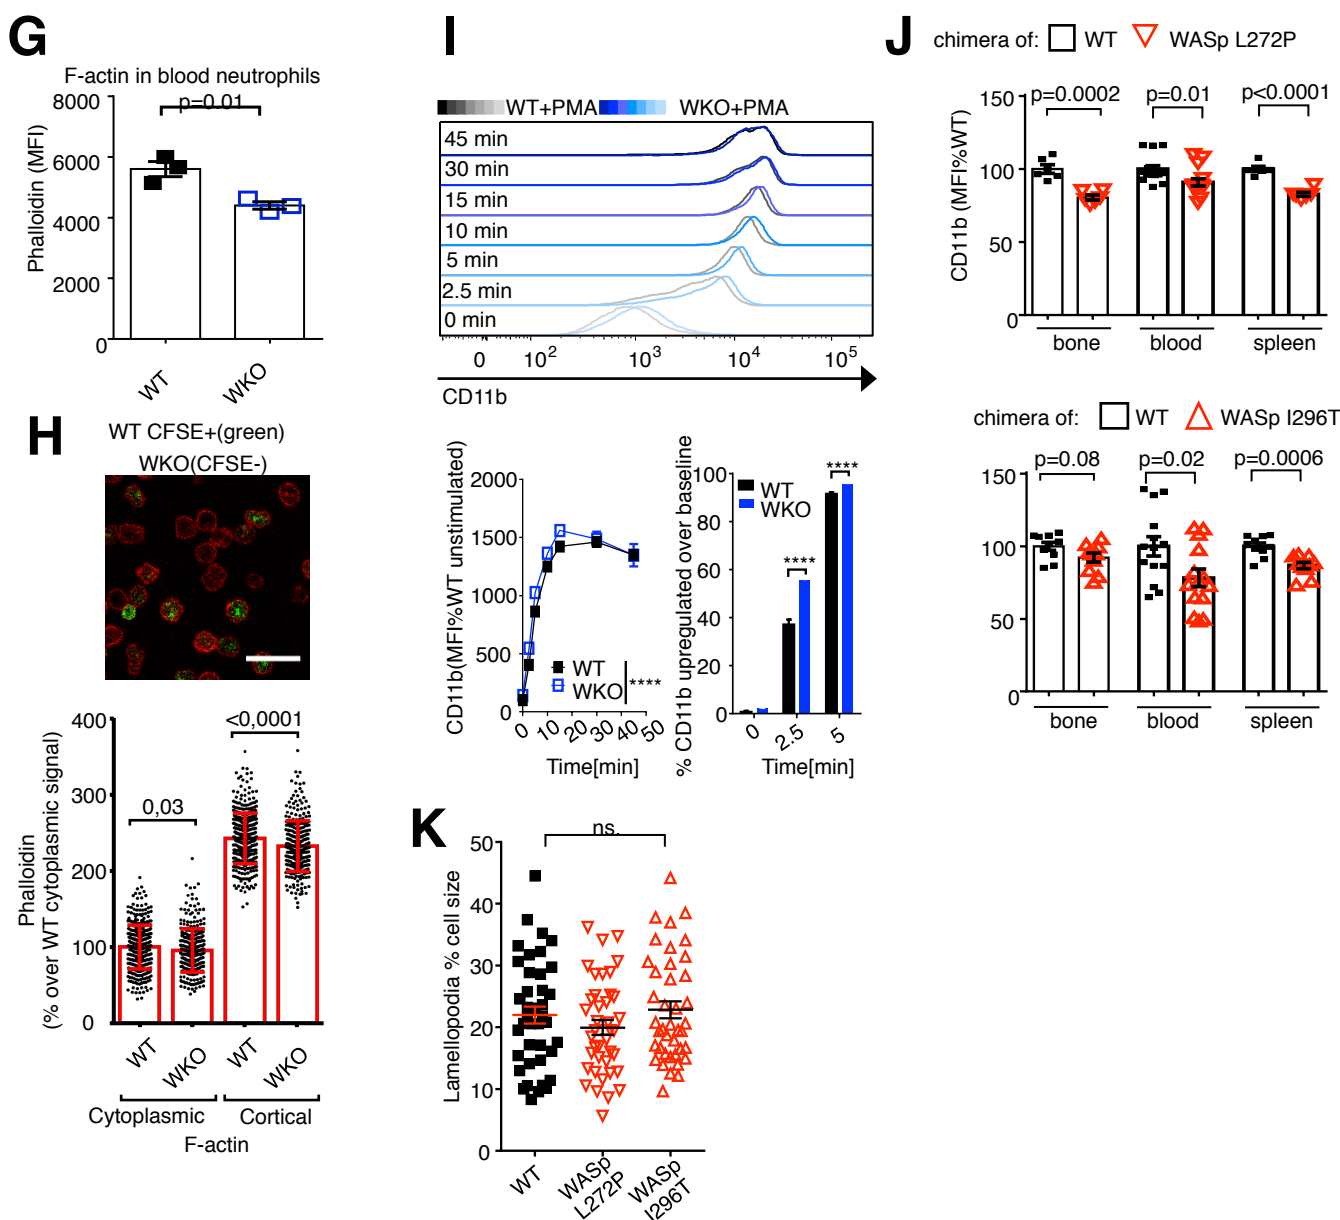 G
F-actin in blood neutrophils
p=0.01
8000
6000
4000
2000
0
Phalloidin (MFI)
WT
WKO
H
WT CFSE+(green)
WKO(CFSE-)
400
300
200
100
0
Phalloidin
(% over WT cytoplasmic signal)
<0,0001
0,03
WT
WKO
WT
WKO
Cytoplasmic
Cortical
F-actin
I
WT+PMA
WKO+PMA
45 min
30 min
15 min
10 min
5 min
2.5 min
0 min
0
10²
10³
10⁴
10⁵
CD11b
CD11b(MFI%WT unstimulated)
2000
1500
1000
500
0
WT
WKO
****
0
10
20
30
40
50
Time[min]
% CD11b upregulated over baseline
100
80
60
40
20
0
WT
WKO
****
****
0
2.5
5
Time[min]
J
chimera of: WT WASp L272P
CD11b (MFI%WT)
150
100
50
0
p=0.0002
p=0.01
p<0.0001
bone
blood
spleen
chimera of: WT WASp I296T
150
100
50
0
p=0.08
p=0.02
p=0.0006
bone
blood
spleen
K
ns.
50
40
30
20
10
0
Lamellopodia % cell size
WT
WASp
L272P
WASp
I296T